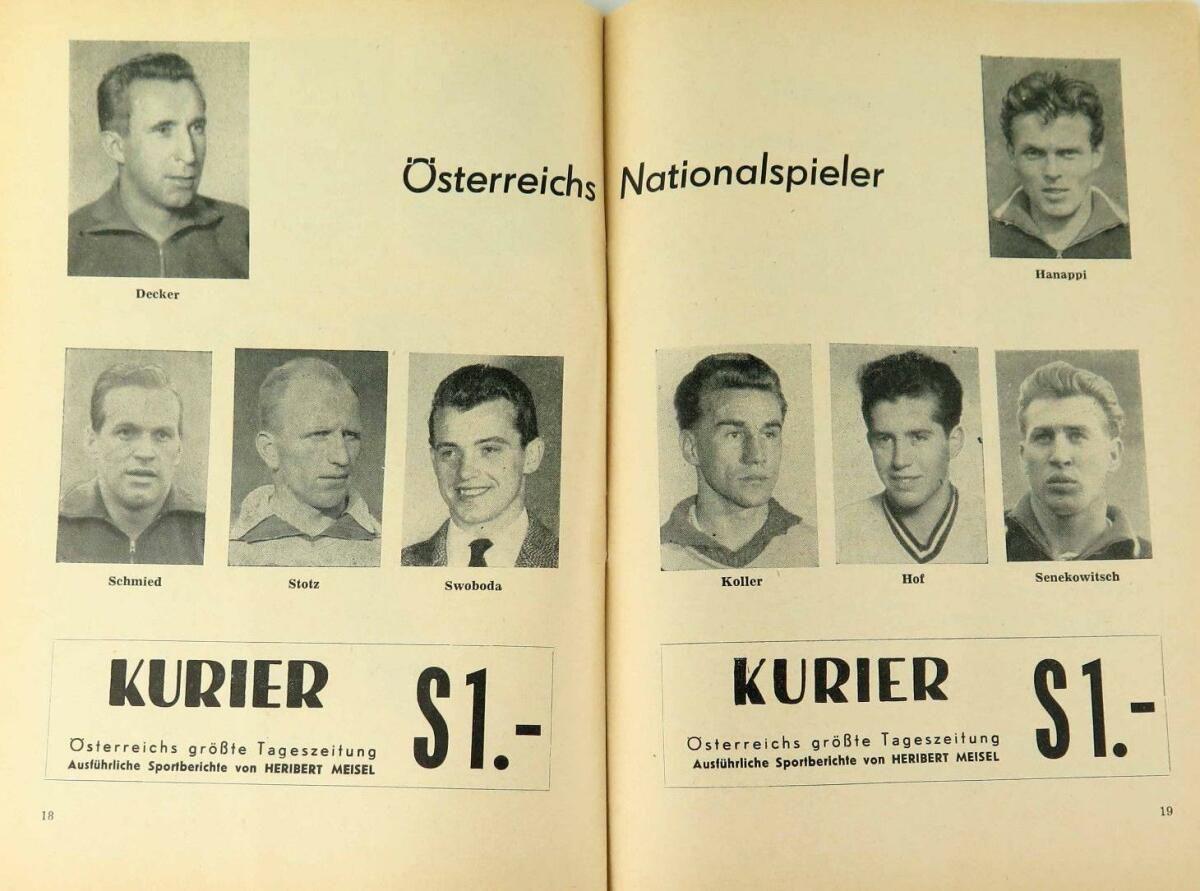 Österreichs Nationalspieler
Decker
Hanappi
Schmied
Stotz
Swoboda
Koller
Hof
Senekowitsch
KURIER
S1.-
Österreichs größte Tageszeitung
Ausführliche Sportberichte von HERIBERT MEISEL
KURIER
S1.-
Österreichs größte Tageszeitung
Ausführliche Sportberichte von HERIBERT MEISEL
18
19